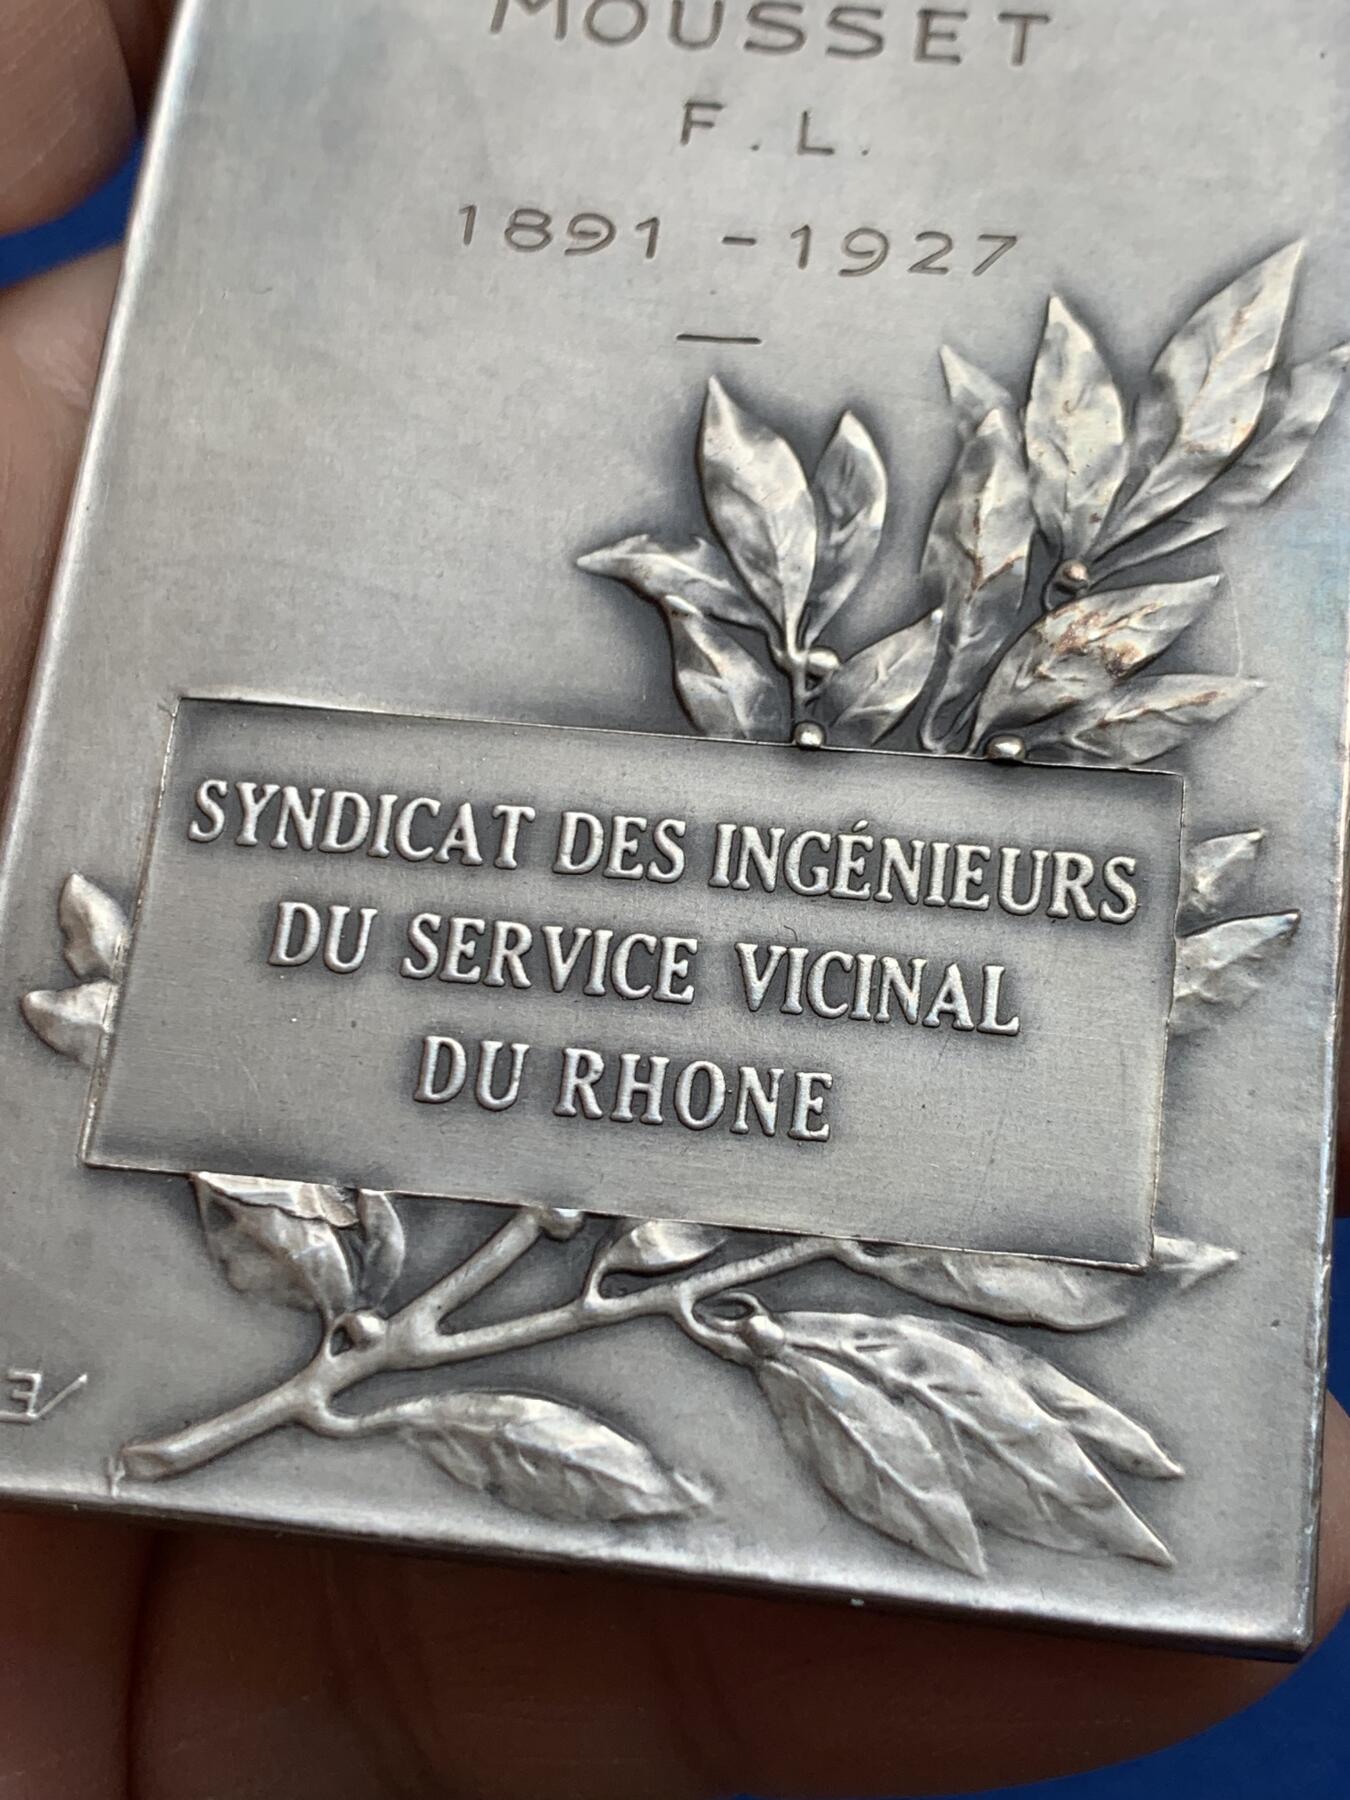 MOUSSET
F. L.
1891 - 1927
SYNDICAT DES INGÉNIEURS
DU SERVICE VICINAL
DU RHONE